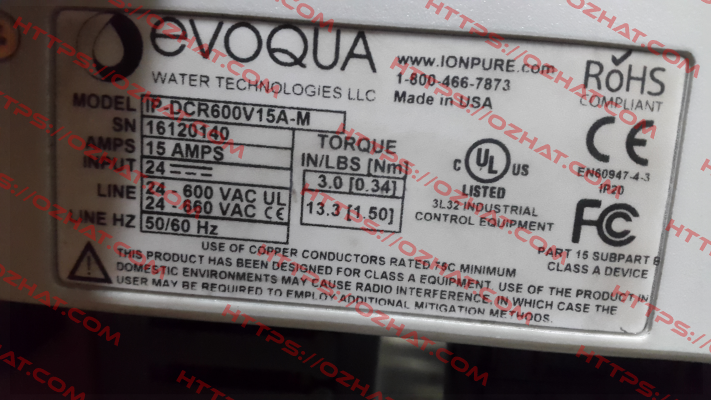 evoQUA
WATER TECHNOLOGIES LLC
www.IONPURE.com
1-800-466-7873
Made in USA
RoHS
COMPLIANT
MODEL IP-DCR600V15A-M
SN 16120140
AMPS 15 AMPS
INPUT 24
LINE 24 - 600 VAC UL
24 - 660 VAC CE
LINE HZ 50/60 Hz
TORQUE
IN/LBS [Nm]
3.0 [0.34]
13.3 [1.50]
C UL US
LISTED
3L32 INDUSTRIAL
CONTROL EQUIPMENT
CE
EN60947-4-3
IP20
FC
PART 15 SUBPART B
CLASS A DEVICE
USE OF COPPER CONDUCTORS RATED 75C MINIMUM
THIS PRODUCT HAS BEEN DESIGNED FOR CLASS A EQUIPMENT. USE OF THE PRODUCT IN
DOMESTIC ENVIRONMENTS MAY CAUSE RADIO INTERFERENCE, IN WHICH CASE THE
USER MAY BE REQUIRED TO EMPLOY ADDITIONAL MITIGATION METHODS.
HTTPS://OZHAT.COM